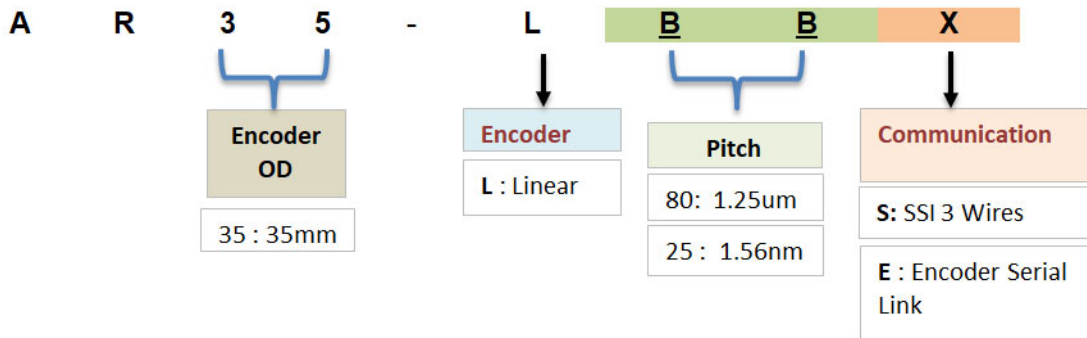 A R 3 5 - L B B X
Encoder
OD
35 : 35mm
Encoder
L : Linear
Pitch
80: 1.25um
25 : 1.56nm
Communication
S: SSI 3 Wires
E : Encoder Serial
Link